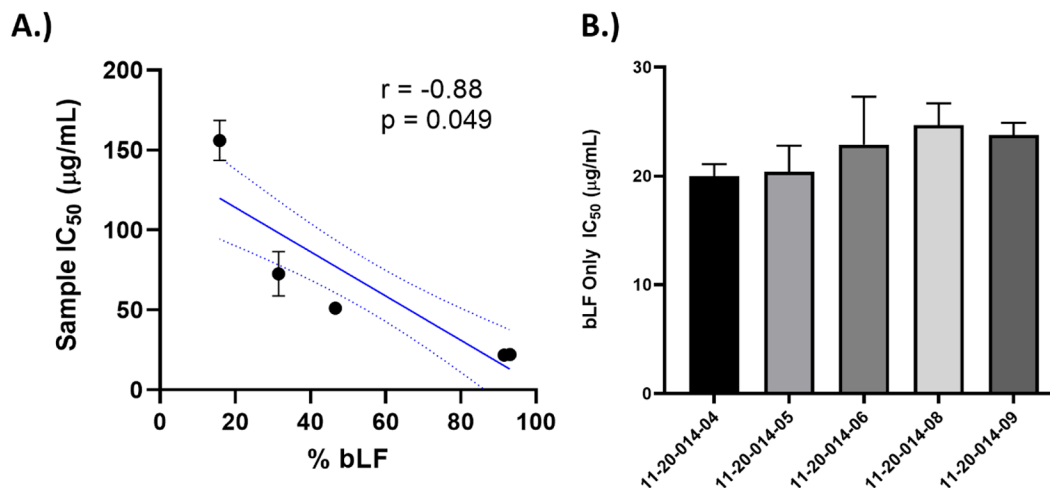 A.)
200
150
100
50
0
Sample IC50 (μg/mL)
r = -0.88
p = 0.049
0 20 40 60 80 100
% bLF
B.)
30
20
10
0
bLF Only IC50 (μg/mL)
11-20-014-04
11-20-014-05
11-20-014-06
11-20-014-08
11-20-014-09